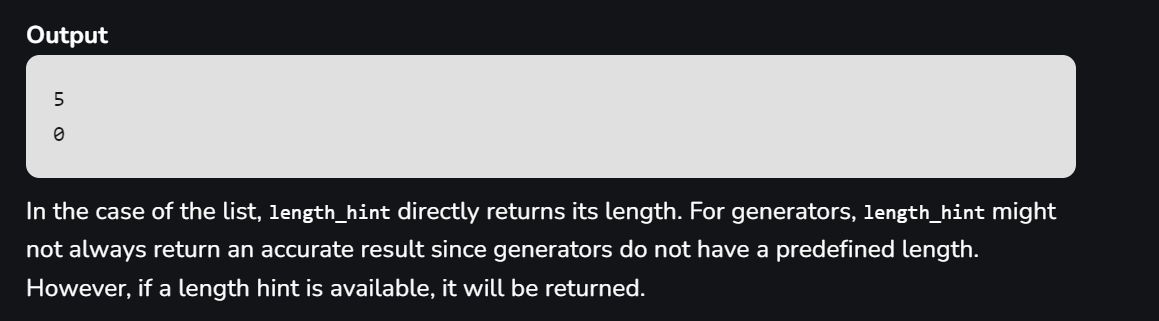 Output
5
0
In the case of the list, length_hint directly returns its length. For generators, length_hint might
not always return an accurate result since generators do not have a predefined length.
However, if a length hint is available, it will be returned.